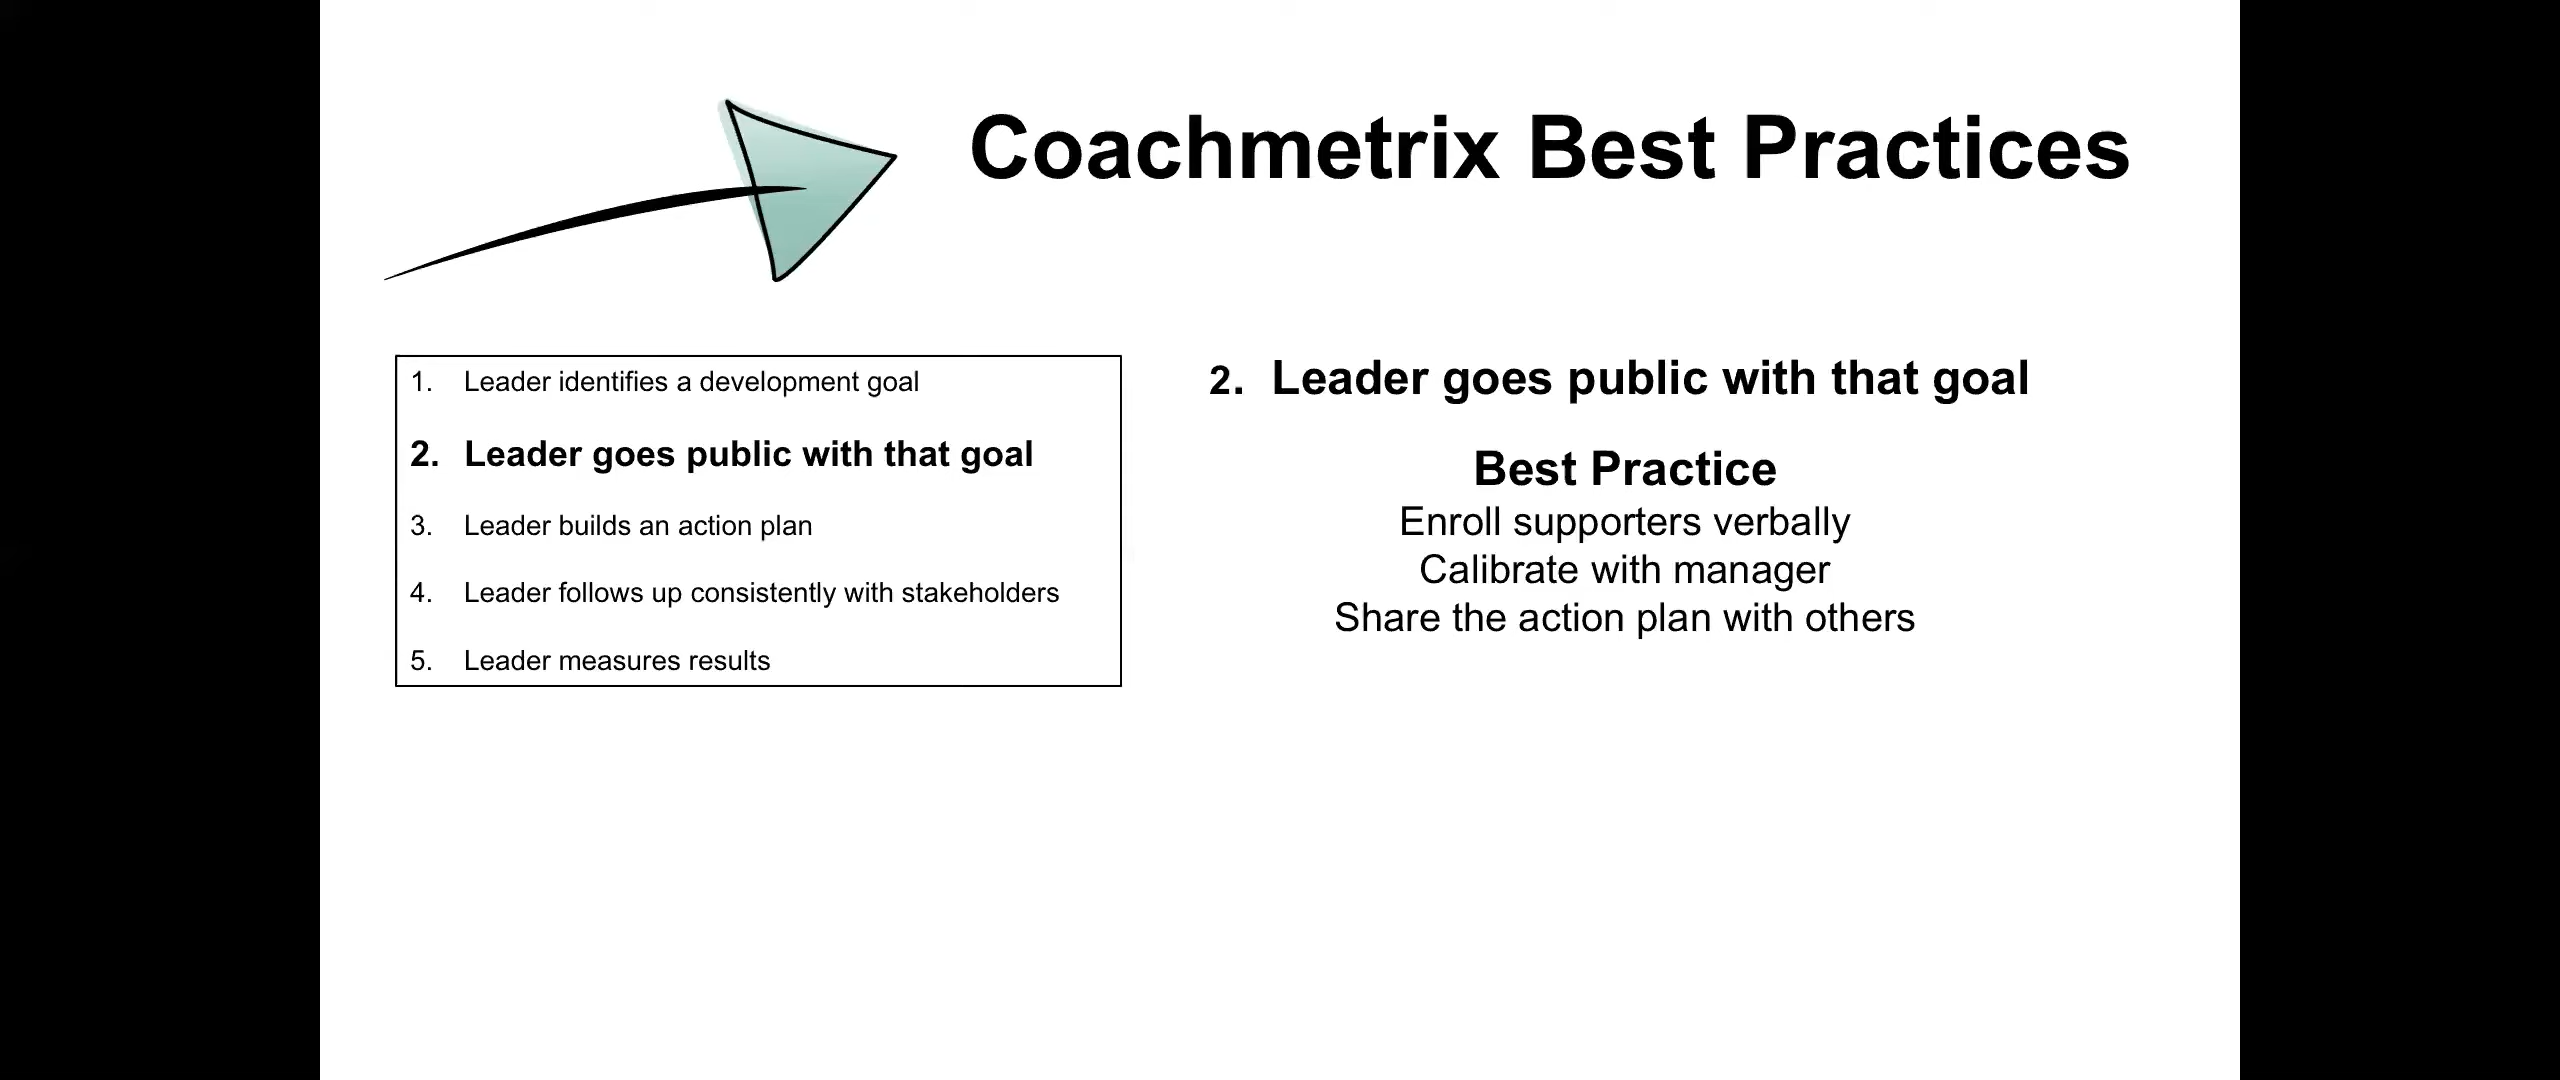 Coachmetrix Best Practices
1. Leader identifies a development goal
2. Leader goes public with that goal
3. Leader builds an action plan
4. Leader follows up consistently with stakeholders
5. Leader measures results
2. Leader goes public with that goal
Best Practice
Enroll supporters verbally
Calibrate with manager
Share the action plan with others